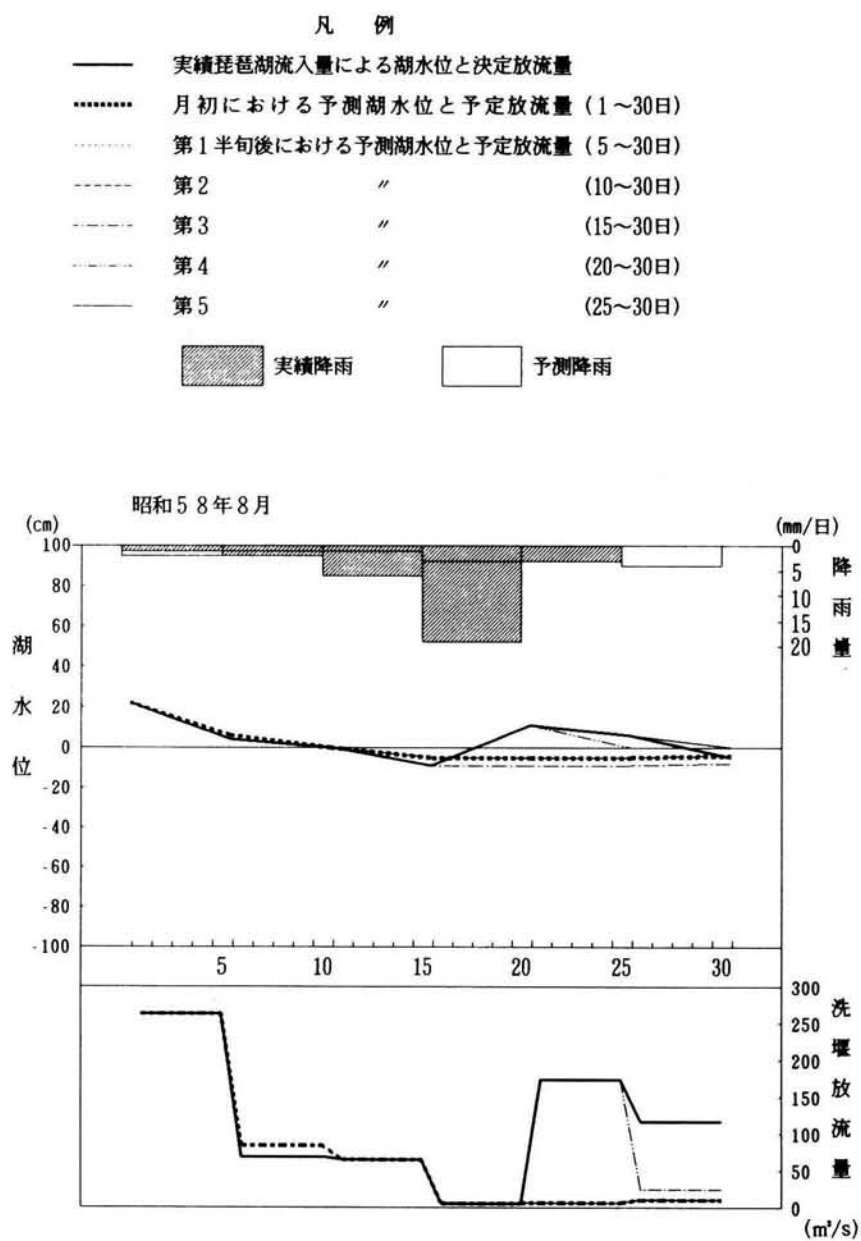 凡 例
実績琵琶湖流入量による湖水位と決定放流量
月初における予測湖水位と予定放流量 (1～30日)
第1半旬後における予測湖水位と予定放流量 (5～30日)
第2 〃 (10～30日)
第3 〃 (15～30日)
第4 〃 (20～30日)
第5 〃 (25～30日)
実績降雨 予測降雨
昭和58年8月
(cm)
(mm/日)
100
80
60
40
20
0
-20
-40
-60
-80
-100
湖水位
0
5
10
15
20
降雨量
5 10 15 20 25 30
300
250
200
150
100
50
0
洗堰放流量
(m³/s)